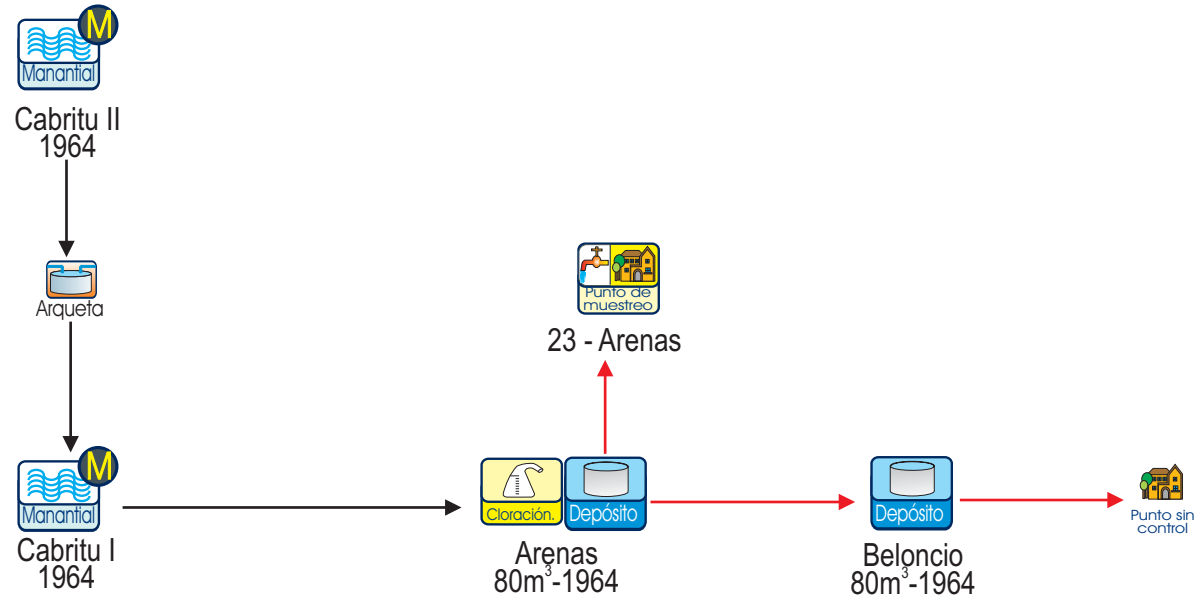 M
Manantial
Cabritu II
1964
Arqueta
M
Manantial
Cabritu I
1964
Punto de
muestreo
23 - Arenas
Cloración.
Depósito
Arenas
80m³-1964
Depósito
Beloncio
80m³-1964
Punto sin
control